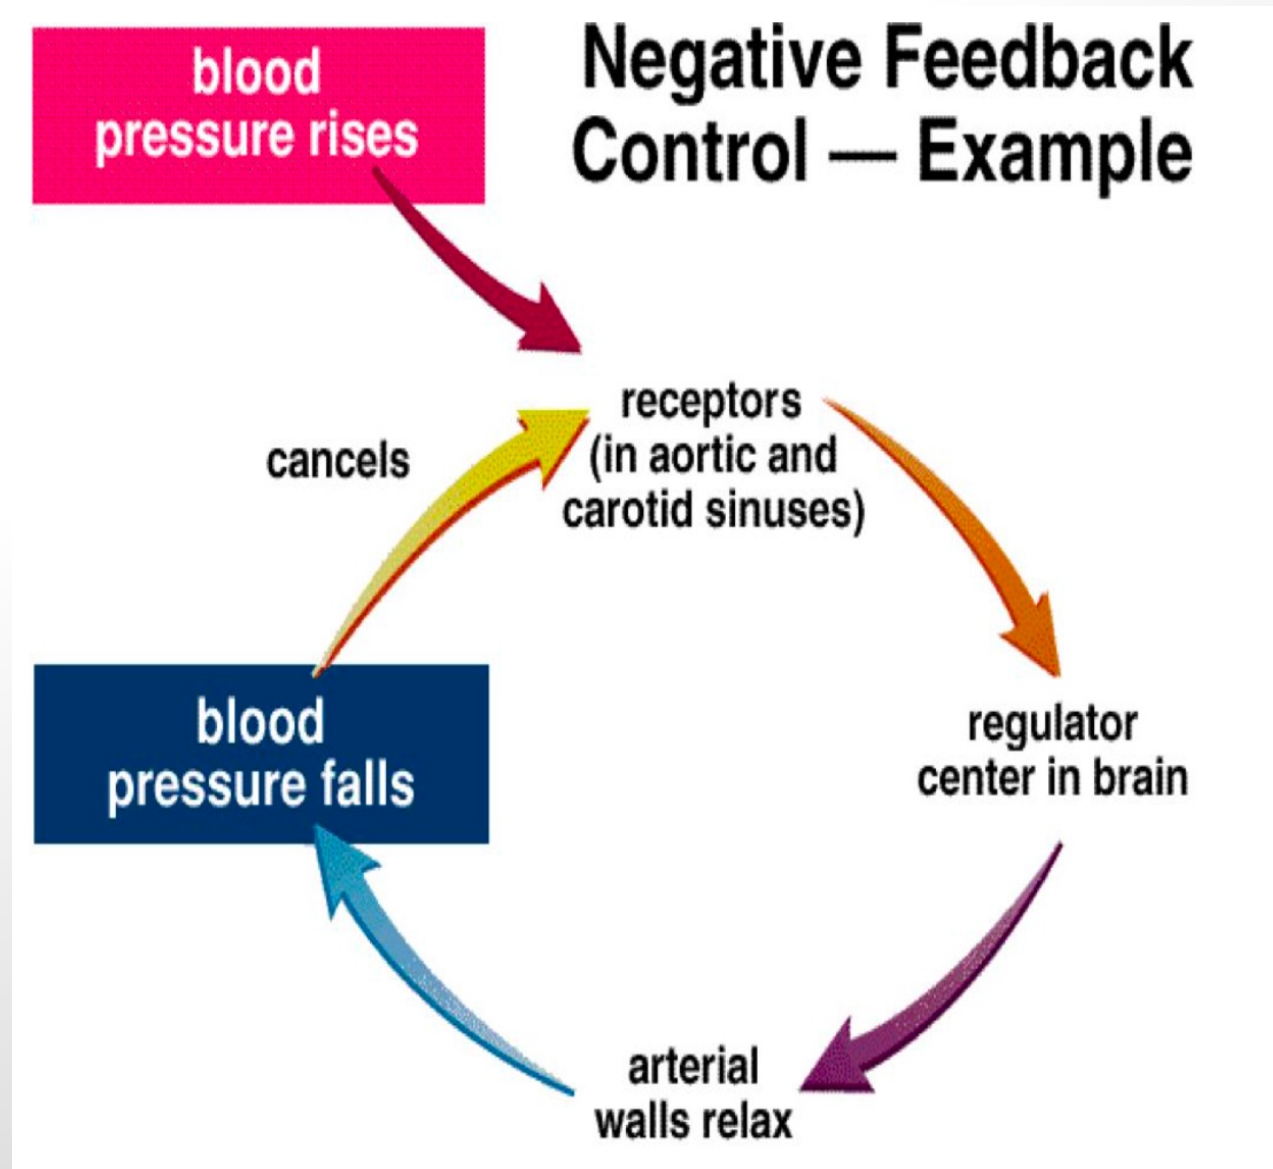 blood
pressure rises
Negative Feedback
Control — Example
receptors
(in aortic and
carotid sinuses)
cancels
regulator
center in brain
blood
pressure falls
arterial
walls relax